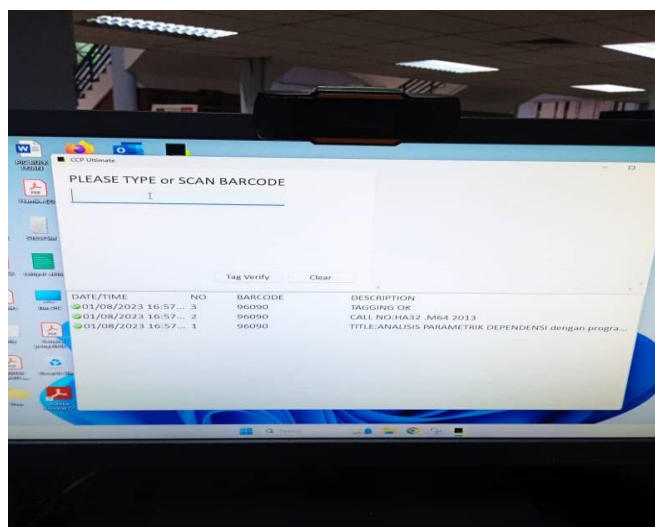 CCP Ultimate
PLEASE TYPE or SCAN BARCODE
Tag Verify Clear
DATE/TIME NO BARCODE DESCRIPTION
01/08/2023 16:57... 3 96090 TAGGING OK
01/08/2023 16:57... 2 96090 CALL NO:HA32 .M64 2013
01/08/2023 16:57... 1 96090 TITLE:ANALISIS PARAMETRIK DEPENDENSI dengan progra...
Search